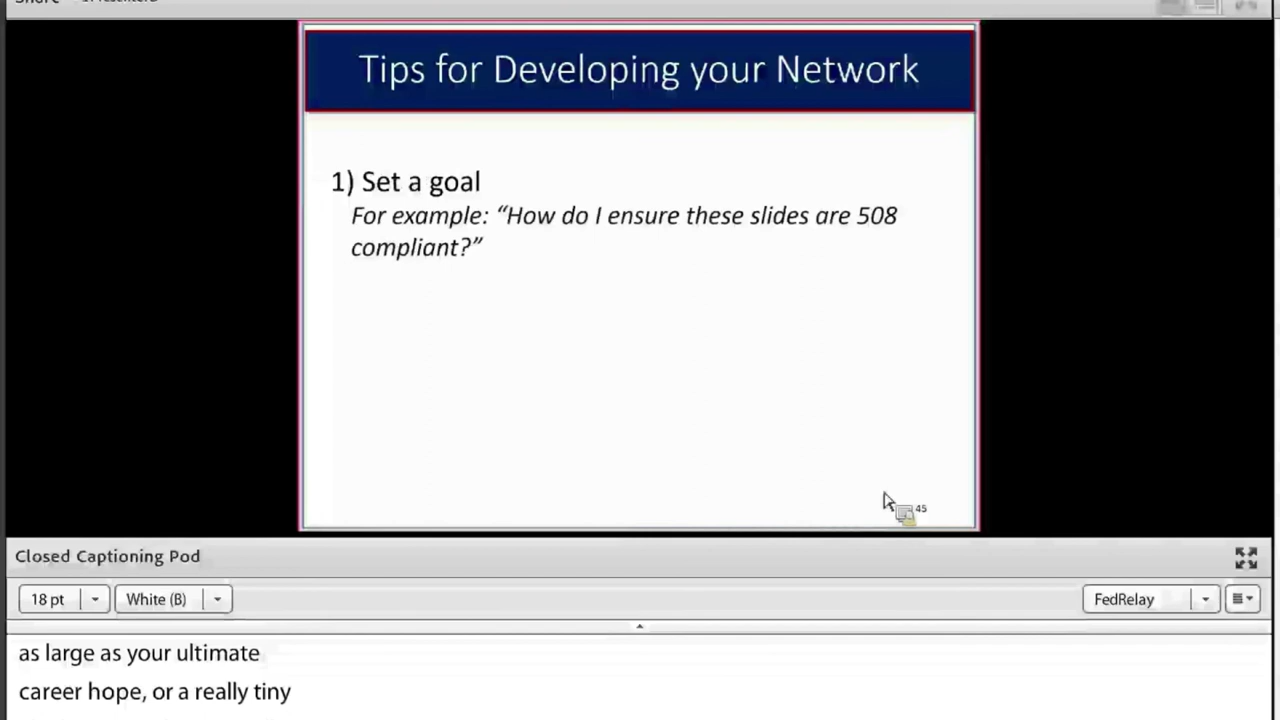 Tips for Developing your Network
1) Set a goal
For example: “How do I ensure these slides are 508
compliant?”
45
Closed Captioning Pod
18 pt
White (B)
FedRelay
as large as your ultimate
career hope, or a really tiny